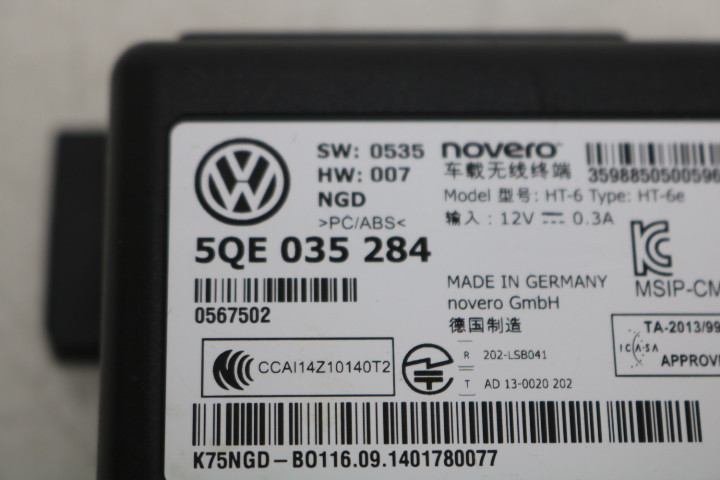 SW: 0535
HW: 007
NGD
>PC/ABS<
5QE 035 284
0567502
novero
车载无线终端
Model 型号: HT-6 Type: HT-6e
输入: 12V 0.3A
359885050059
MADE IN GERMANY
novero GmbH
德国制造
MSIP-CM
CCAI14Z10140T2
R 202-LSB041
T AD 13-0020 202
TA-2013/99
ICASA
APPROV
K75NGD-BO116.09.1401780077